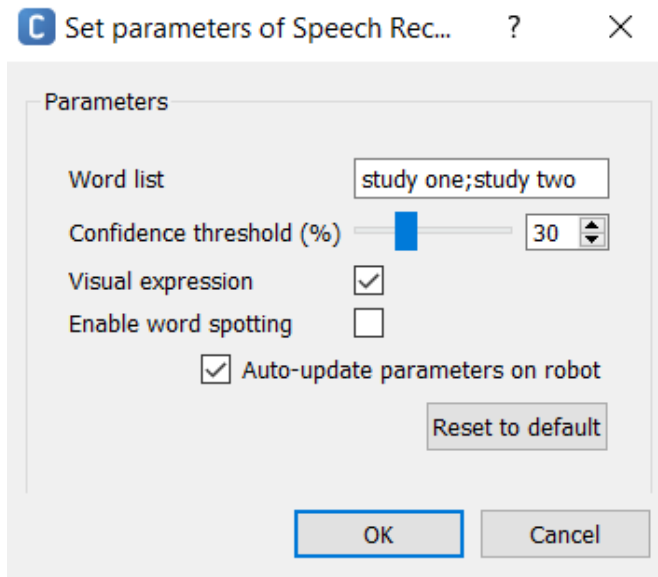 C Set parameters of Speech Rec... ?
Parameters
Word list study one;study two
Confidence threshold (%) 30
Visual expression
Enable word spotting
Auto-update parameters on robot
Reset to default
OK Cancel